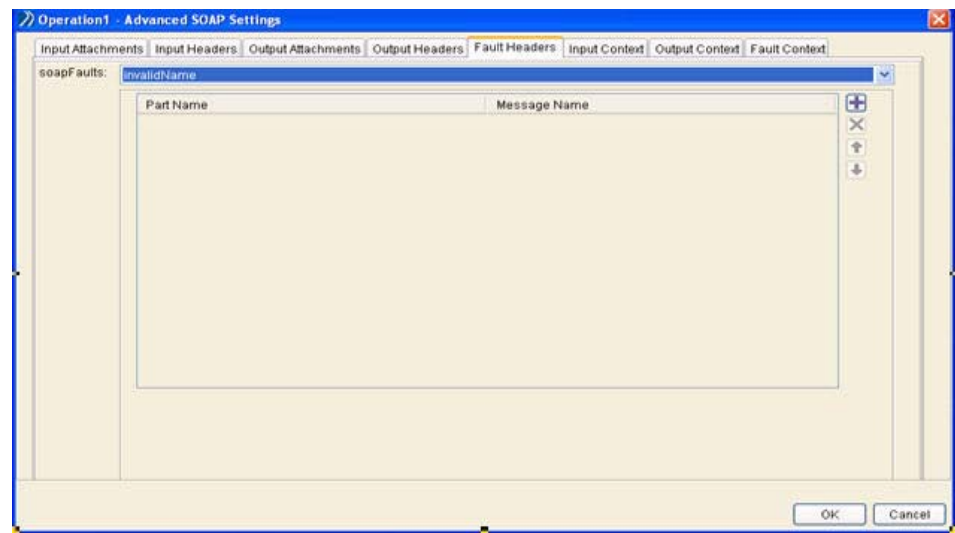 Operation1 - Advanced SOAP Settings
Input Attachments Input Headers Output Attachments Output Headers Fault Headers Input Context Output Context Fault Context
soapFaults: invalidName
Part Name Message Name
OK Cancel